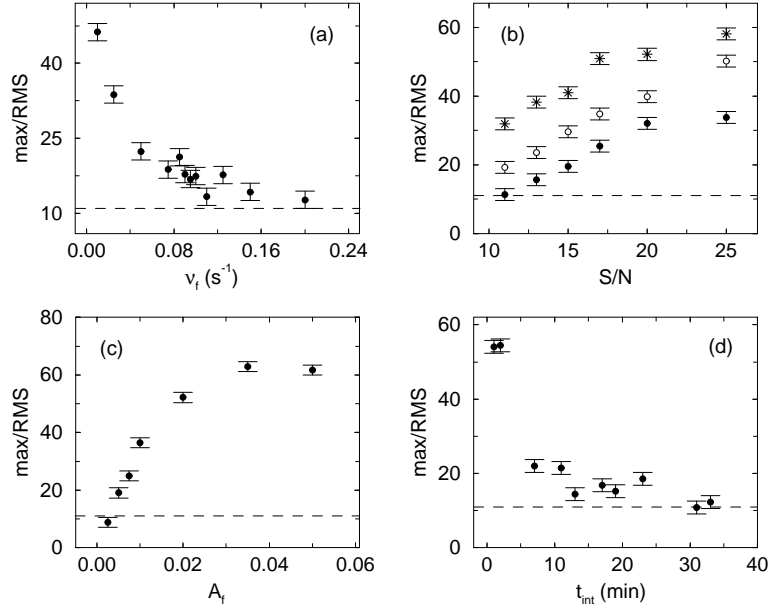 (a)
max/RMS
40
25
10
0.00 0.08 0.16 0.24
ν_f (s⁻¹)
(b)
max/RMS
60
40
20
0
10 15 20 25
S/N
(c)
max/RMS
80
60
40
20
0
0.00 0.02 0.04 0.06
A_f
(d)
max/RMS
60
40
20
0
0 10 20 30 40
t_int (min)